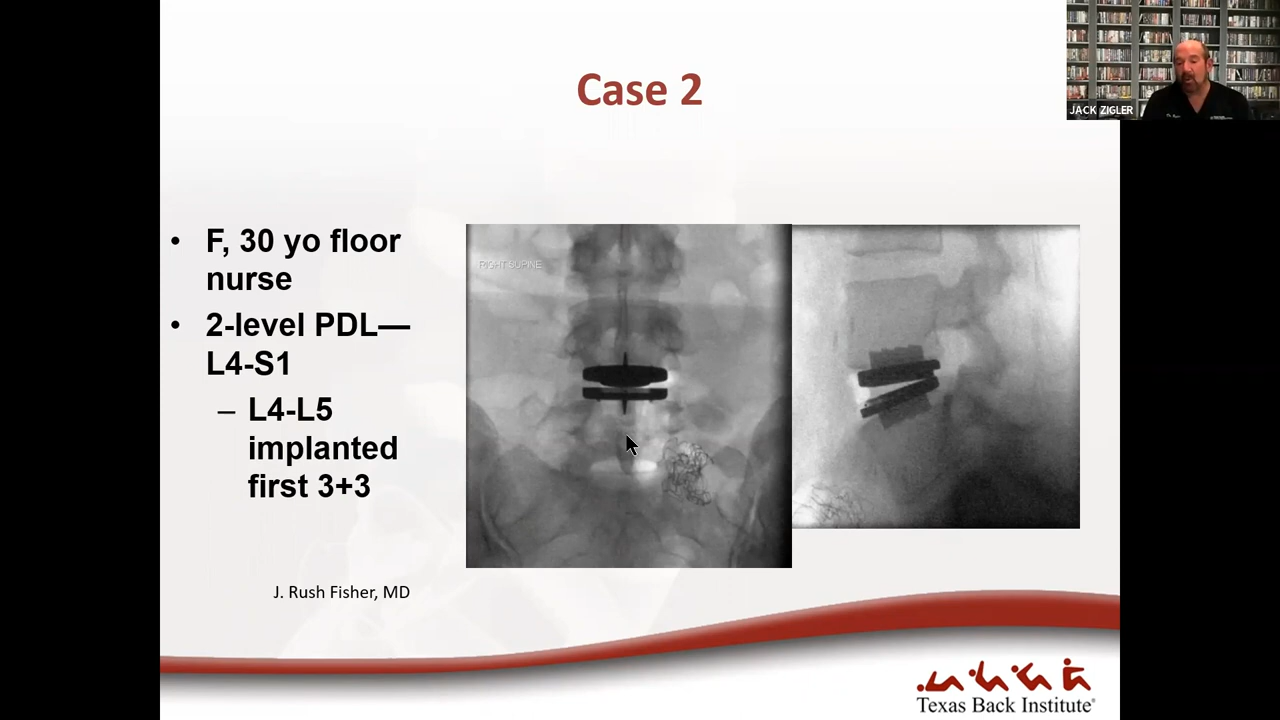 Case 2
JACK ZIGLER
• F, 30 yo floor
nurse
• 2-level PDL—
L4-S1
– L4-L5
implanted
first 3+3
RIGHT SUPINE
J. Rush Fisher, MD
Texas Back Institute®